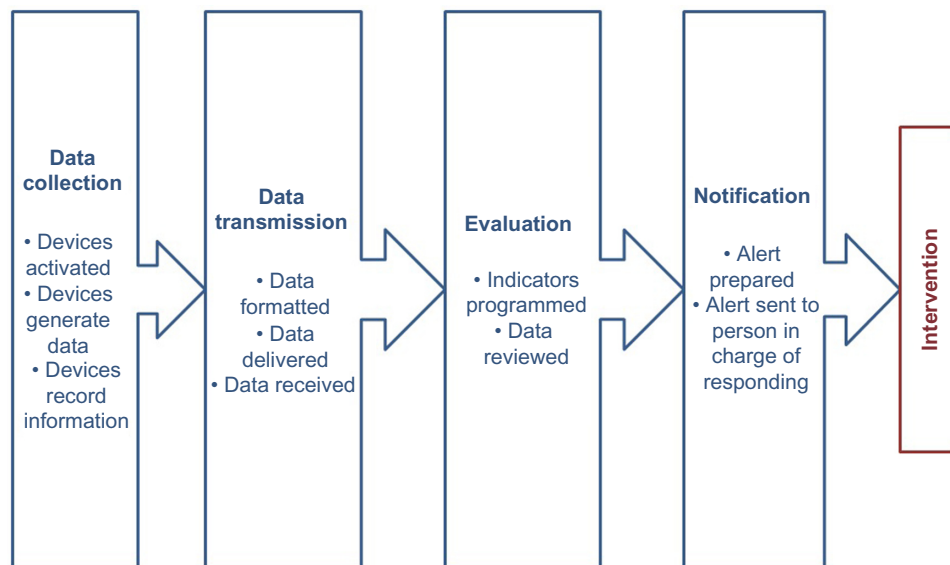 Data
collection
• Devices
activated
• Devices
generate
data
• Devices
record
information
Data
transmission
• Data
formatted
• Data
delivered
• Data received
Evaluation
• Indicators
programmed
• Data
reviewed
Notification
• Alert
prepared
• Alert sent to
person in
charge of
responding
Intervention